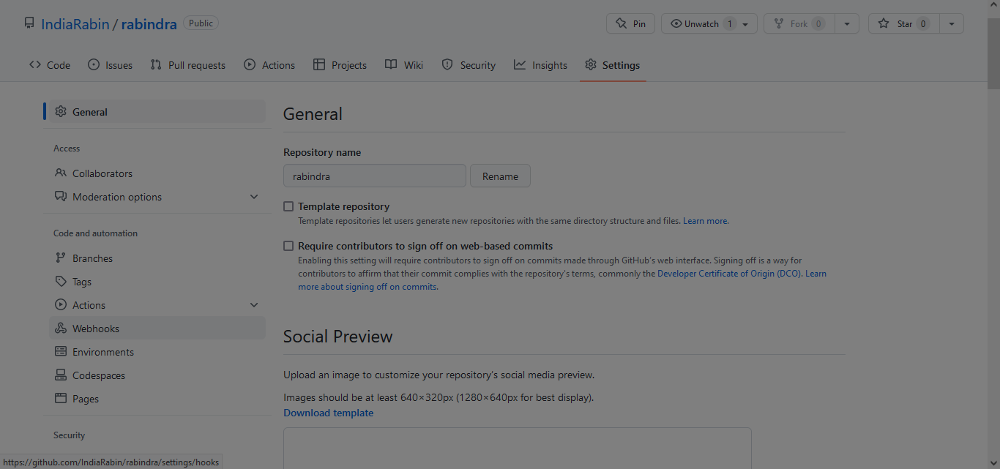 IndiaRabin / rabindra Public
Pin Unwatch 1 Fork 0 Star 0
Code Issues Pull requests Actions Projects Wiki Security Insights Settings
General
Access
Collaborators
Moderation options
Code and automation
Branches
Tags
Actions
Webhooks
Environments
Codespaces
Pages
Security
General
Repository name
rabindra Rename
Template repository
Template repositories let users generate new repositories with the same directory structure and files. Learn more.
Require contributors to sign off on web-based commits
Enabling this setting will require contributors to sign off on commits made through GitHub's web interface. Signing off is a way for
contributors to affirm that their commit complies with the repository's terms, commonly the Developer Certificate of Origin (DCO). Learn
more about signing off on commits.
Social Preview
Upload an image to customize your repository's social media preview.
Images should be at least 640×320px (1280×640px for best display).
Download template
https://github.com/IndiaRabin/rabindra/settings/hooks